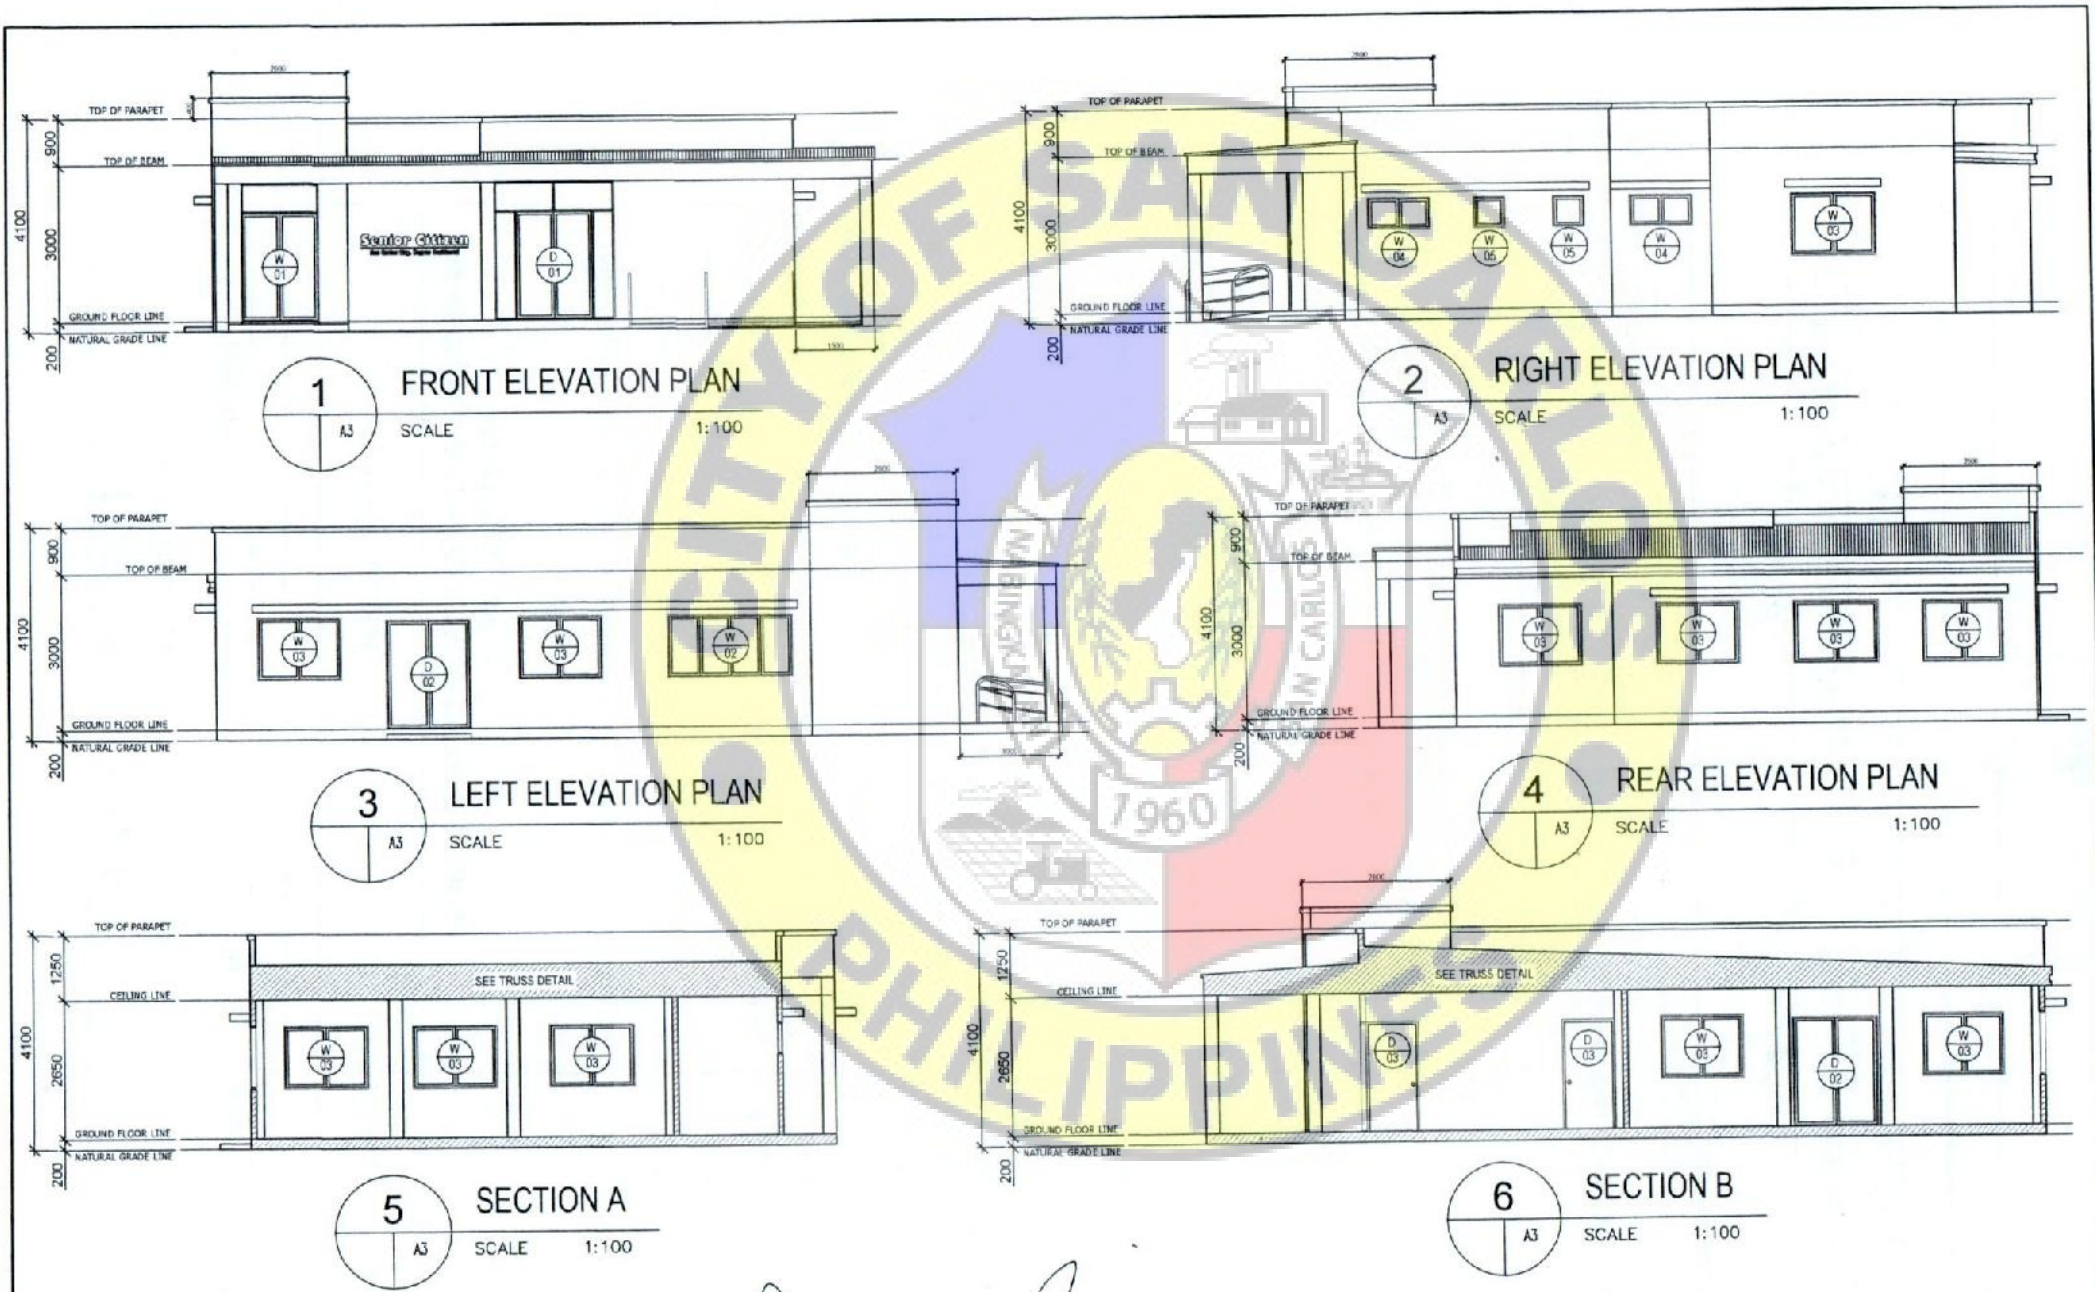 2500
TOP OF PARAPET
900
TOP OF BEAM
4100
3000
W
01
Senior Citizen
D
01
GROUND FLOOR LINE
NATURAL GRADE LINE
200
1500
1
A3
FRONT ELEVATION PLAN
SCALE 1:100
2500
TOP OF PARAPET
900
TOP OF BEAM
4100
3000
W
04
W
05
W
05
W
04
W
03
GROUND FLOOR LINE
NATURAL GRADE LINE
200
2
A3
RIGHT ELEVATION PLAN
SCALE 1:100
TOP OF PARAPET
900
TOP OF BEAM
4100
3000
W
03
D
02
W
03
W
02
GROUND FLOOR LINE
NATURAL GRADE LINE
200
3
A3
LEFT ELEVATION PLAN
SCALE 1:100
2500
TOP OF PARAPET
900
TOP OF BEAM
4100
3000
W
03
W
03
W
03
W
03
GROUND FLOOR LINE
NATURAL GRADE LINE
200
4
A3
REAR ELEVATION PLAN
SCALE 1:100
TOP OF PARAPET
1250
SEE TRUSS DETAIL
CEILING LINE
4100
2650
W
03
W
03
W
03
GROUND FLOOR LINE
NATURAL GRADE LINE
200
5
A3
SECTION A
SCALE 1:100
TOP OF PARAPET
1250
SEE TRUSS DETAIL
CEILING LINE
4100
2650
D
03
D
03
W
03
D
02
W
03
GROUND FLOOR LINE
NATURAL GRADE LINE
200
6
A3
SECTION B
SCALE 1:100
CITY OF SAN CARLOS
PHILIPPINES
SAN CARLOS
1960